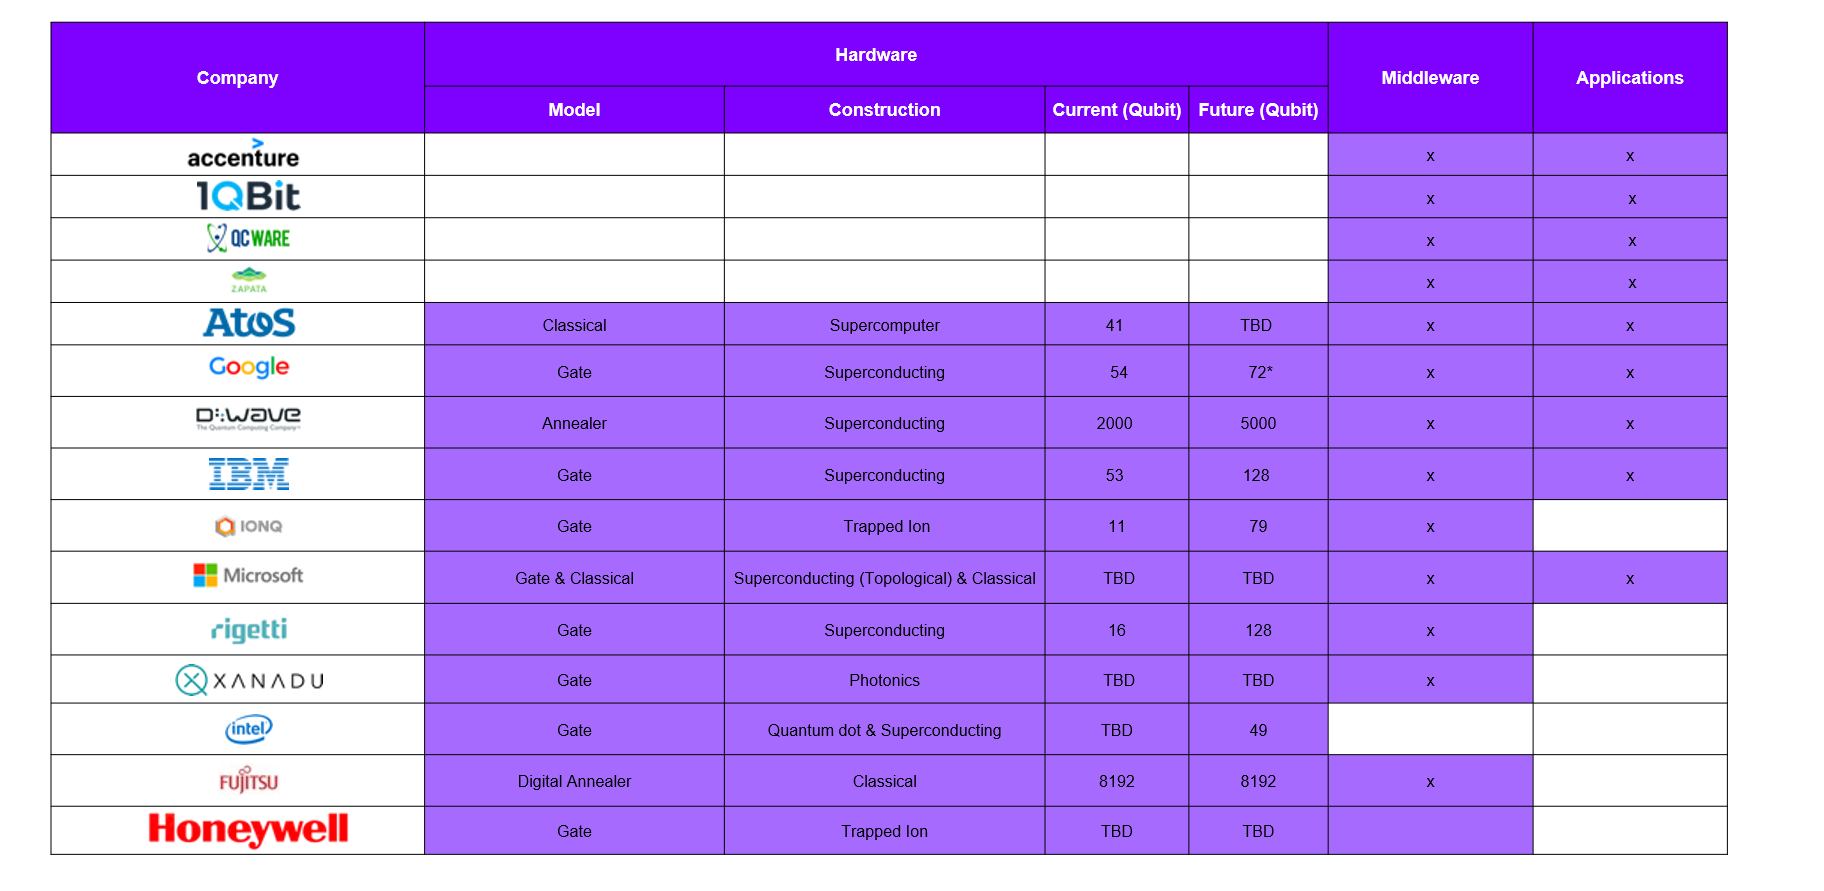 Company Hardware Middleware Applications
Model Construction Current (Qubit) Future (Qubit)
accenture x x
1QBit x x
QC WARE x x
ZAPATA x x
Atos Classical Supercomputer 41 TBD x x
Google Gate Superconducting 54 72* x x
D:wave Annealer Superconducting 2000 5000 x x
The Quantum Computing Company™
IBM Gate Superconducting 53 128 x x
IONQ Gate Trapped Ion 11 79 x
Microsoft Gate & Classical Superconducting (Topological) & Classical TBD TBD x x
rigetti Gate Superconducting 16 128 x
XANADU Gate Photonics TBD TBD x
intel Gate Quantum dot & Superconducting TBD 49
FUJITSU Digital Annealer Classical 8192 8192 x
Honeywell Gate Trapped Ion TBD TBD